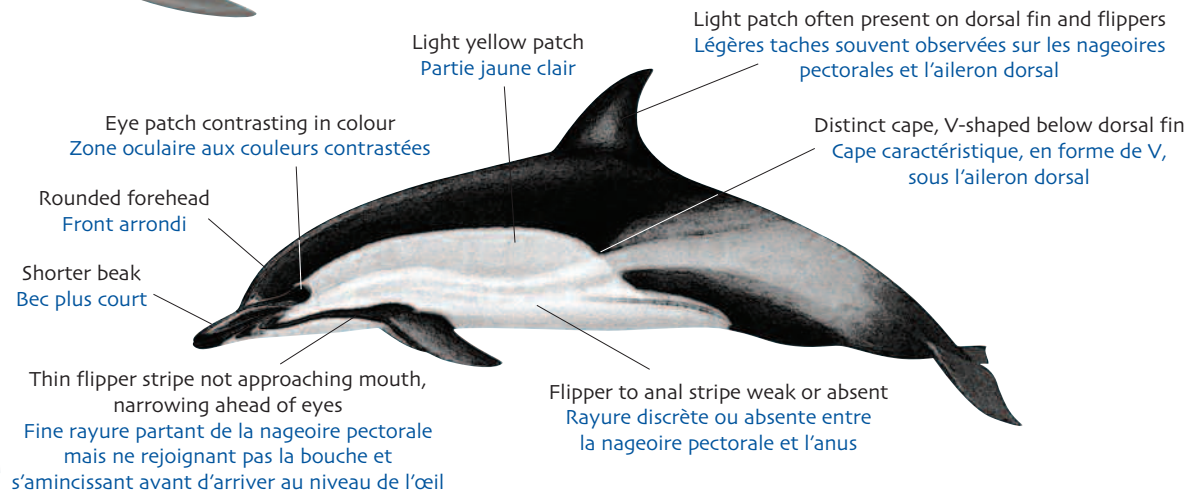 Light patch often present on dorsal fin and flippers
Légères taches souvent observées sur les nageoires
pectorales et l'aileron dorsal
Light yellow patch
Partie jaune clair
Eye patch contrasting in colour
Zone oculaire aux couleurs contrastées
Distinct cape, V-shaped below dorsal fin
Cape caractéristique, en forme de V,
sous l'aileron dorsal
Rounded forehead
Front arrondi
Shorter beak
Bec plus court
Thin flipper stripe not approaching mouth,
narrowing ahead of eyes
Fine rayure partant de la nageoire pectorale
mais ne rejoignant pas la bouche et
s'amincissant avant d'arriver au niveau de l'œil
Flipper to anal stripe weak or absent
Rayure discrète ou absente entre
la nageoire pectorale et l'anus